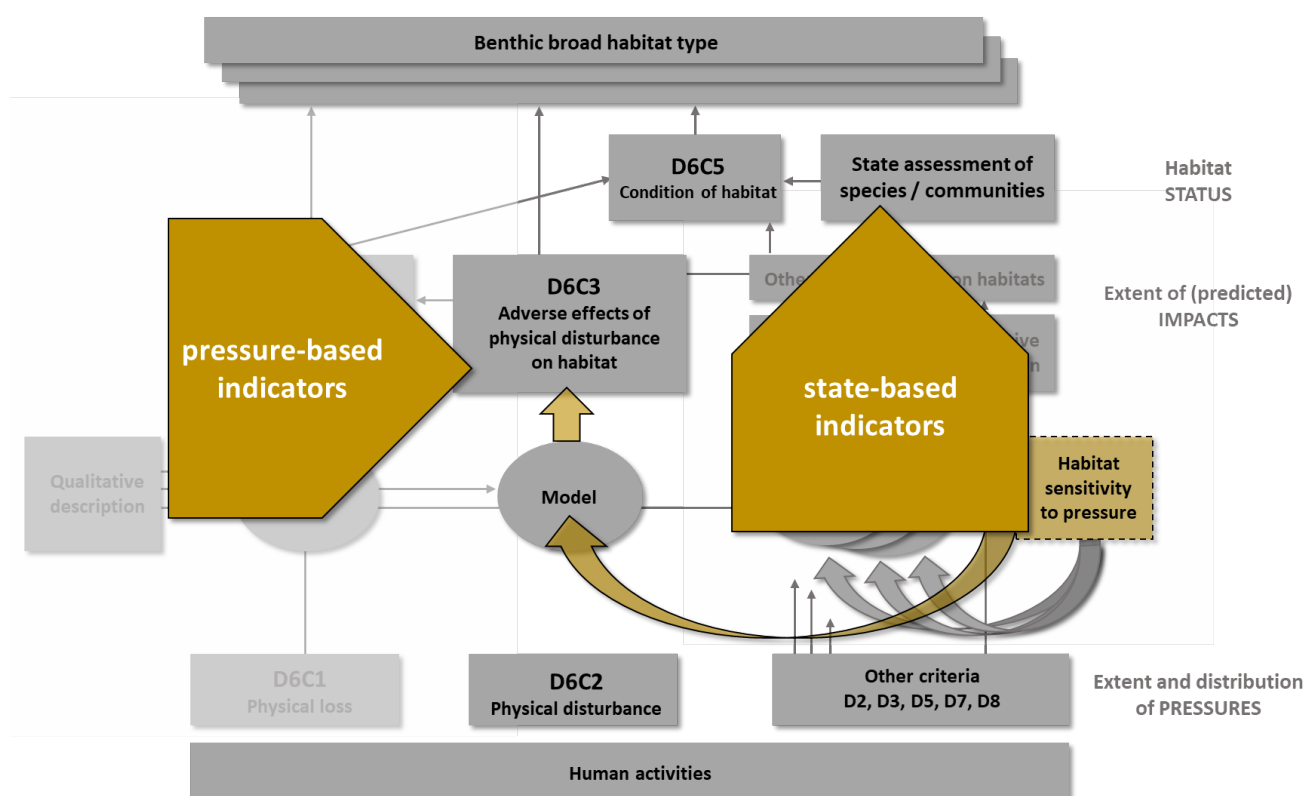 Benthic broad habitat type
D6C5
Condition of habitat
State assessment of
species / communities
Habitat
STATUS
pressure-based
indicators
D6C3
Adverse effects of
physical disturbance
on habitat
Other
on habitats
Extent of (predicted)
IMPACTS
state-based
indicators
Qualitative
description
Model
Habitat
sensitivity
to pressure
D6C1
Physical loss
D6C2
Physical disturbance
Other criteria
D2, D3, D5, D7, D8
Extent and distribution
of PRESSURES
Human activities